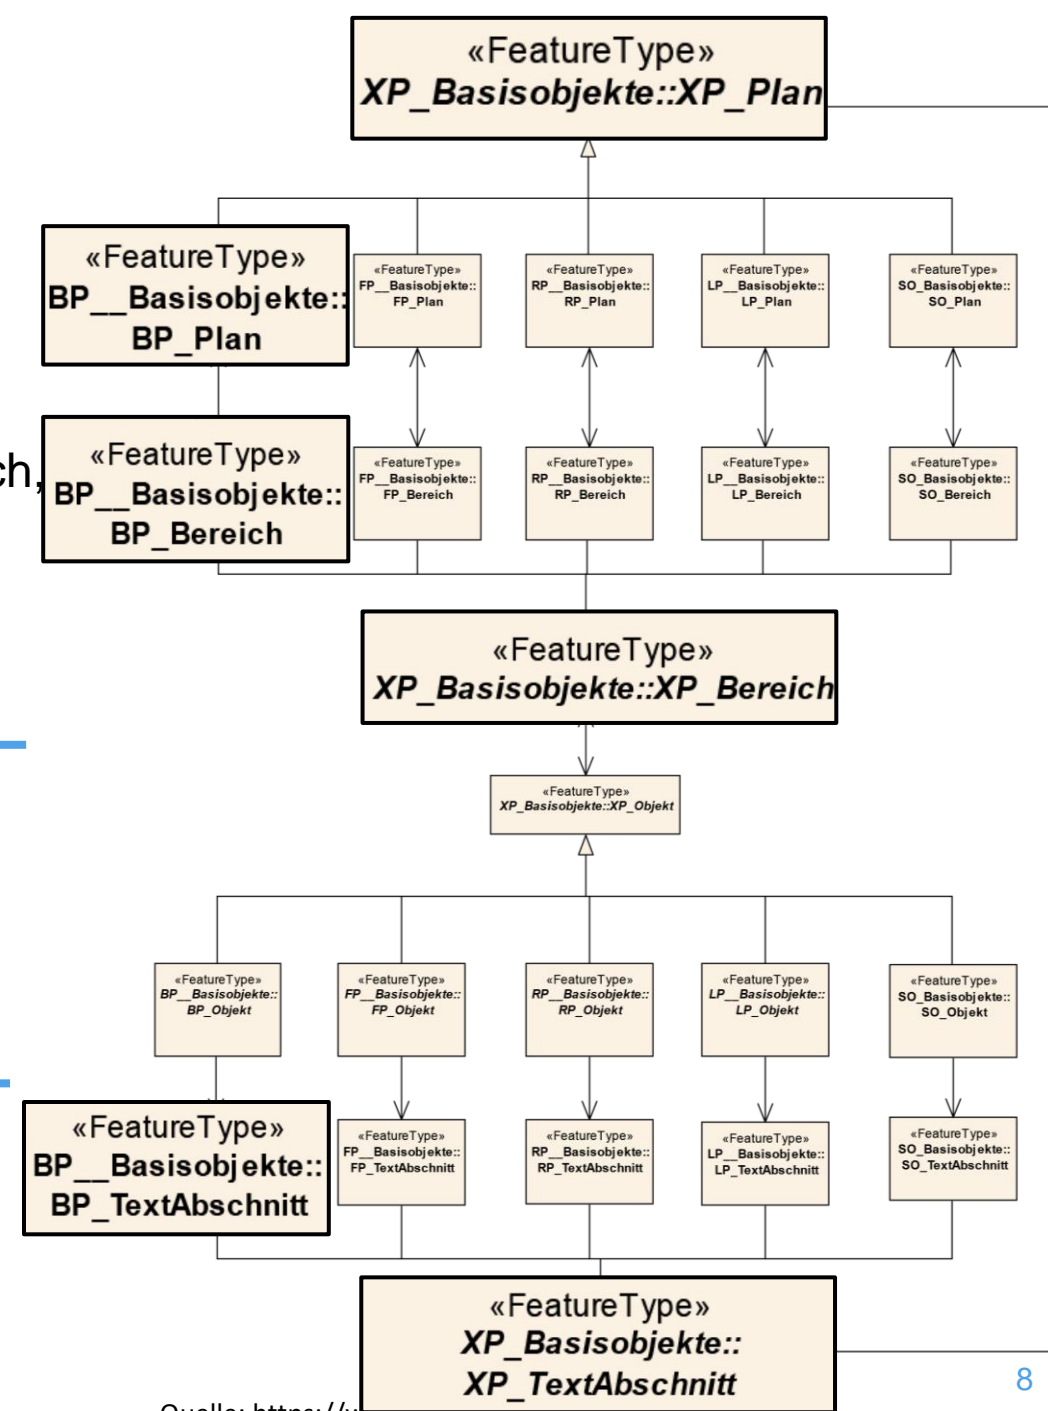 «FeatureType»
XP_Basisobjekte::XP_Plan
«FeatureType»
BP__Basisobjekte::
BP_Plan
«FeatureType»
FP__Basisobjekte::
FP_Plan
«FeatureType»
RP__Basisobjekte::
RP_Plan
«FeatureType»
LP__Basisobjekte::
LP_Plan
«FeatureType»
SO_Basisobjekte::
SO_Plan
ch,
«FeatureType»
BP__Basisobjekte::
BP_Bereich
«FeatureType»
FP__Basisobjekte::
FP_Bereich
«FeatureType»
RP__Basisobjekte::
RP_Bereich
«FeatureType»
LP__Basisobjekte::
LP_Bereich
«FeatureType»
SO_Basisobjekte::
SO_Bereich
«FeatureType»
XP_Basisobjekte::XP_Bereich
«FeatureType»
XP_Basisobjekte::XP_Objekt
«FeatureType»
BP__Basisobjekte::
BP_Objekt
«FeatureType»
FP__Basisobjekte::
FP_Objekt
«FeatureType»
RP__Basisobjekte::
RP_Objekt
«FeatureType»
LP__Basisobjekte::
LP_Objekt
«FeatureType»
SO_Basisobjekte::
SO_Objekt
«FeatureType»
BP__Basisobjekte::
BP_TextAbschnitt
«FeatureType»
FP__Basisobjekte::
FP_TextAbschnitt
«FeatureType»
RP__Basisobjekte::
RP_TextAbschnitt
«FeatureType»
LP__Basisobjekte::
LP_TextAbschnitt
«FeatureType»
SO_Basisobjekte::
SO_TextAbschnitt
«FeatureType»
XP_Basisobjekte::
XP_TextAbschnitt
8
Quelle: https://